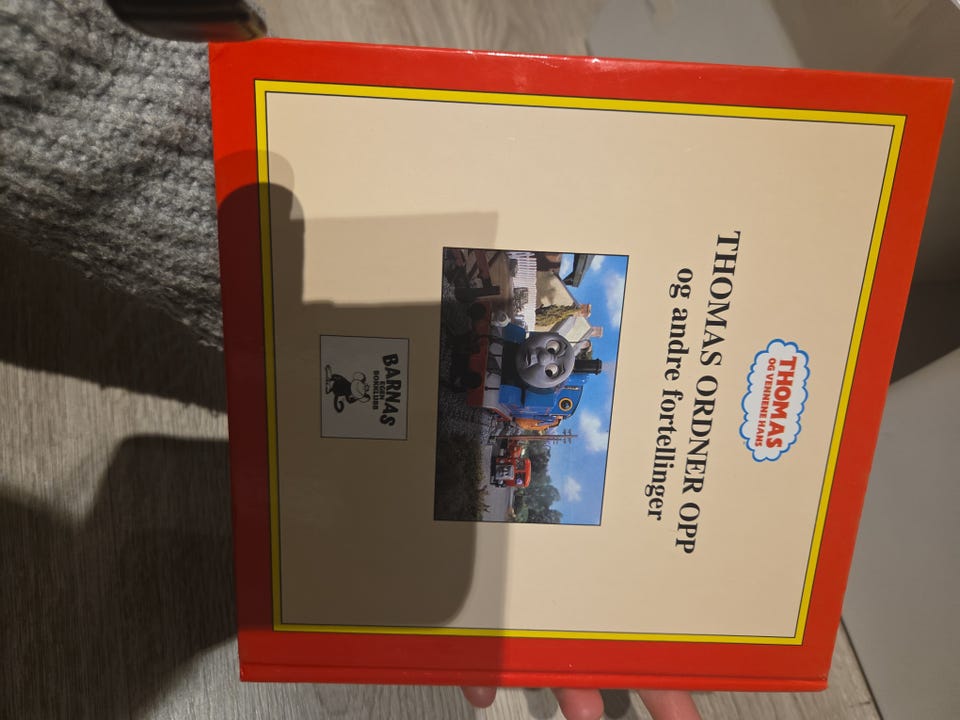 THOMAS
OG VENNENE HANS
THOMAS ORDNER OPP
og andre fortellinger
BARNAS
EGEN
BOKKLUBB